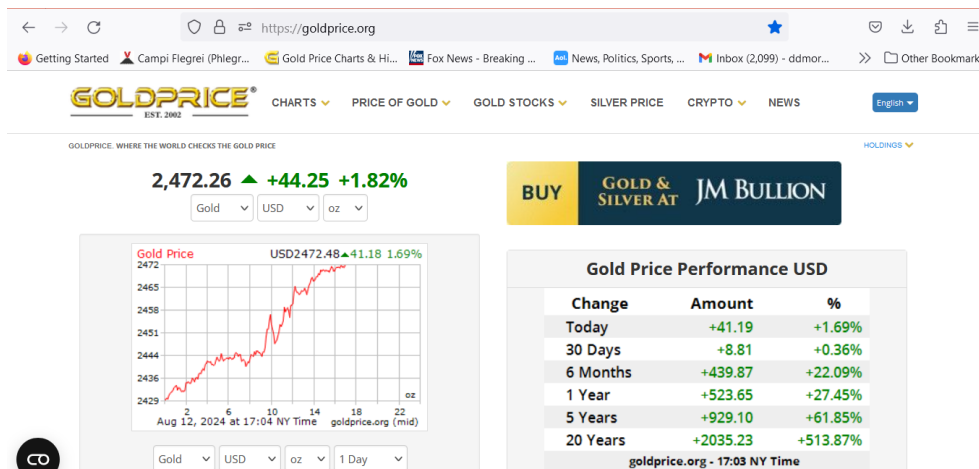 https://goldprice.org
Getting Started Campi Flegrei (Phlegr... Gold Price Charts & Hi... Fox News - Breaking ... Aol. News, Politics, Sports, ... Inbox (2,099) - ddmor... Other Bookmark
GOLDPRICE®
EST. 2002
CHARTS PRICE OF GOLD GOLD STOCKS SILVER PRICE CRYPTO NEWS English
GOLDPRICE. WHERE THE WORLD CHECKS THE GOLD PRICE
HOLDINGS
2,472.26 +44.25 +1.82%
Gold USD oz
BUY GOLD & SILVER AT JM BULLION
Gold Price USD2472.48 41.18 1.69%
2472
2465
2458
2451
2444
2436
2429
oz
2 6 10 14 18 22
Aug 12, 2024 at 17:04 NY Time goldprice.org (mid)
Gold USD oz 1 Day
Gold Price Performance USD
Change Amount %
Today +41.19 +1.69%
30 Days +8.81 +0.36%
6 Months +439.87 +22.09%
1 Year +523.65 +27.45%
5 Years +929.10 +61.85%
20 Years +2035.23 +513.87%
goldprice.org - 17:03 NY Time